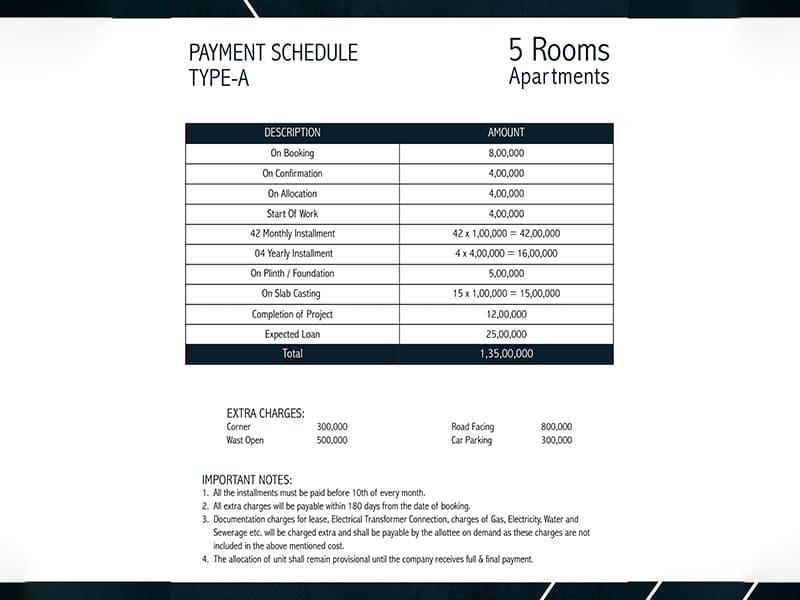 PAYMENT SCHEDULE
TYPE-A
5 Rooms
Apartments
DESCRIPTION AMOUNT
On Booking 8,00,000
On Confirmation 4,00,000
On Allocation 4,00,000
Start Of Work 4,00,000
42 Monthly Installment 42 x 1,00,000 = 42,00,000
04 Yearly Installment 4 x 4,00,000 = 16,00,000
On Plinth / Foundation 5,00,000
On Slab Casting 15 x 1,00,000 = 15,00,000
Completion of Project 12,00,000
Expected Loan 25,00,000
Total 1,35,00,000
EXTRA CHARGES:
Corner 300,000 Road Facing 800,000
Wast Open 500,000 Car Parking 300,000
IMPORTANT NOTES:
1. All the installments must be paid before 10th of every month.
2. All extra charges will be payable within 180 days from the date of booking.
3. Documentation charges for lease, Electrical Transformer Connection, charges of Gas, Electricity, Water and
Sewerage etc. will be charged extra and shall be payable by the allottee on demand as these charges are not
included in the above mentioned cost.
4. The allocation of unit shall remain provisional until the company receives full & final payment.